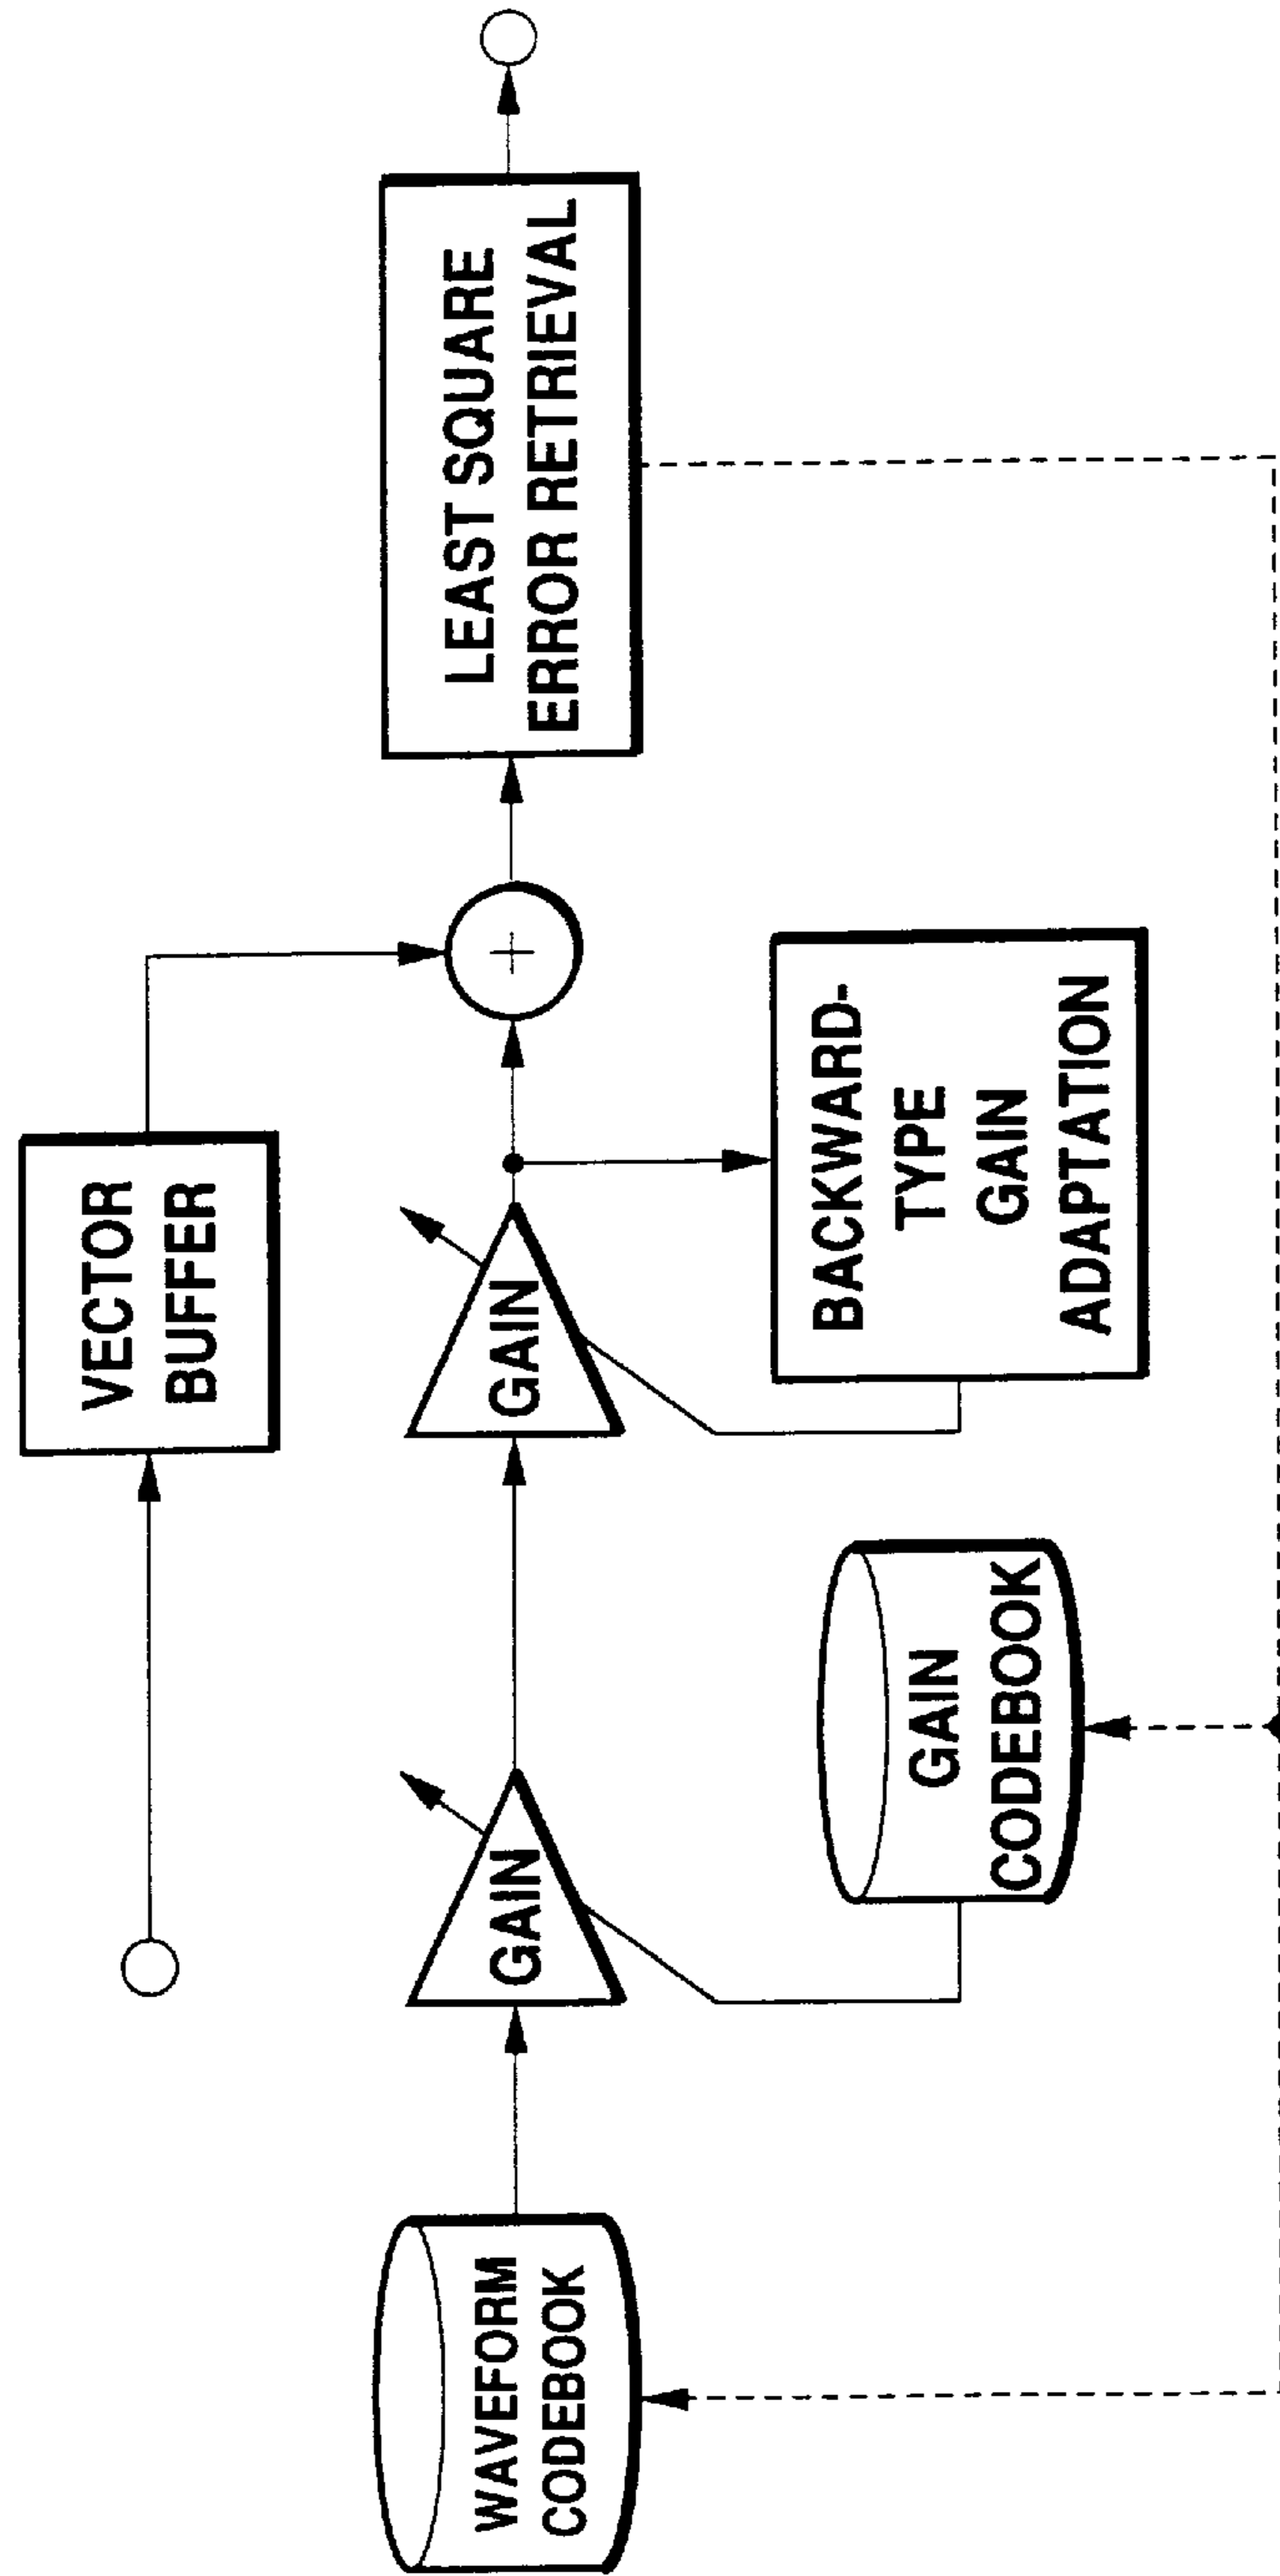 VECTOR
BUFFER
WAVEFORM
CODEBOOK
GAIN
GAIN
LEAST SQUARE
ERROR RETRIEVAL
GAIN
CODEBOOK
BACKWARD-
TYPE
GAIN
ADAPTATION